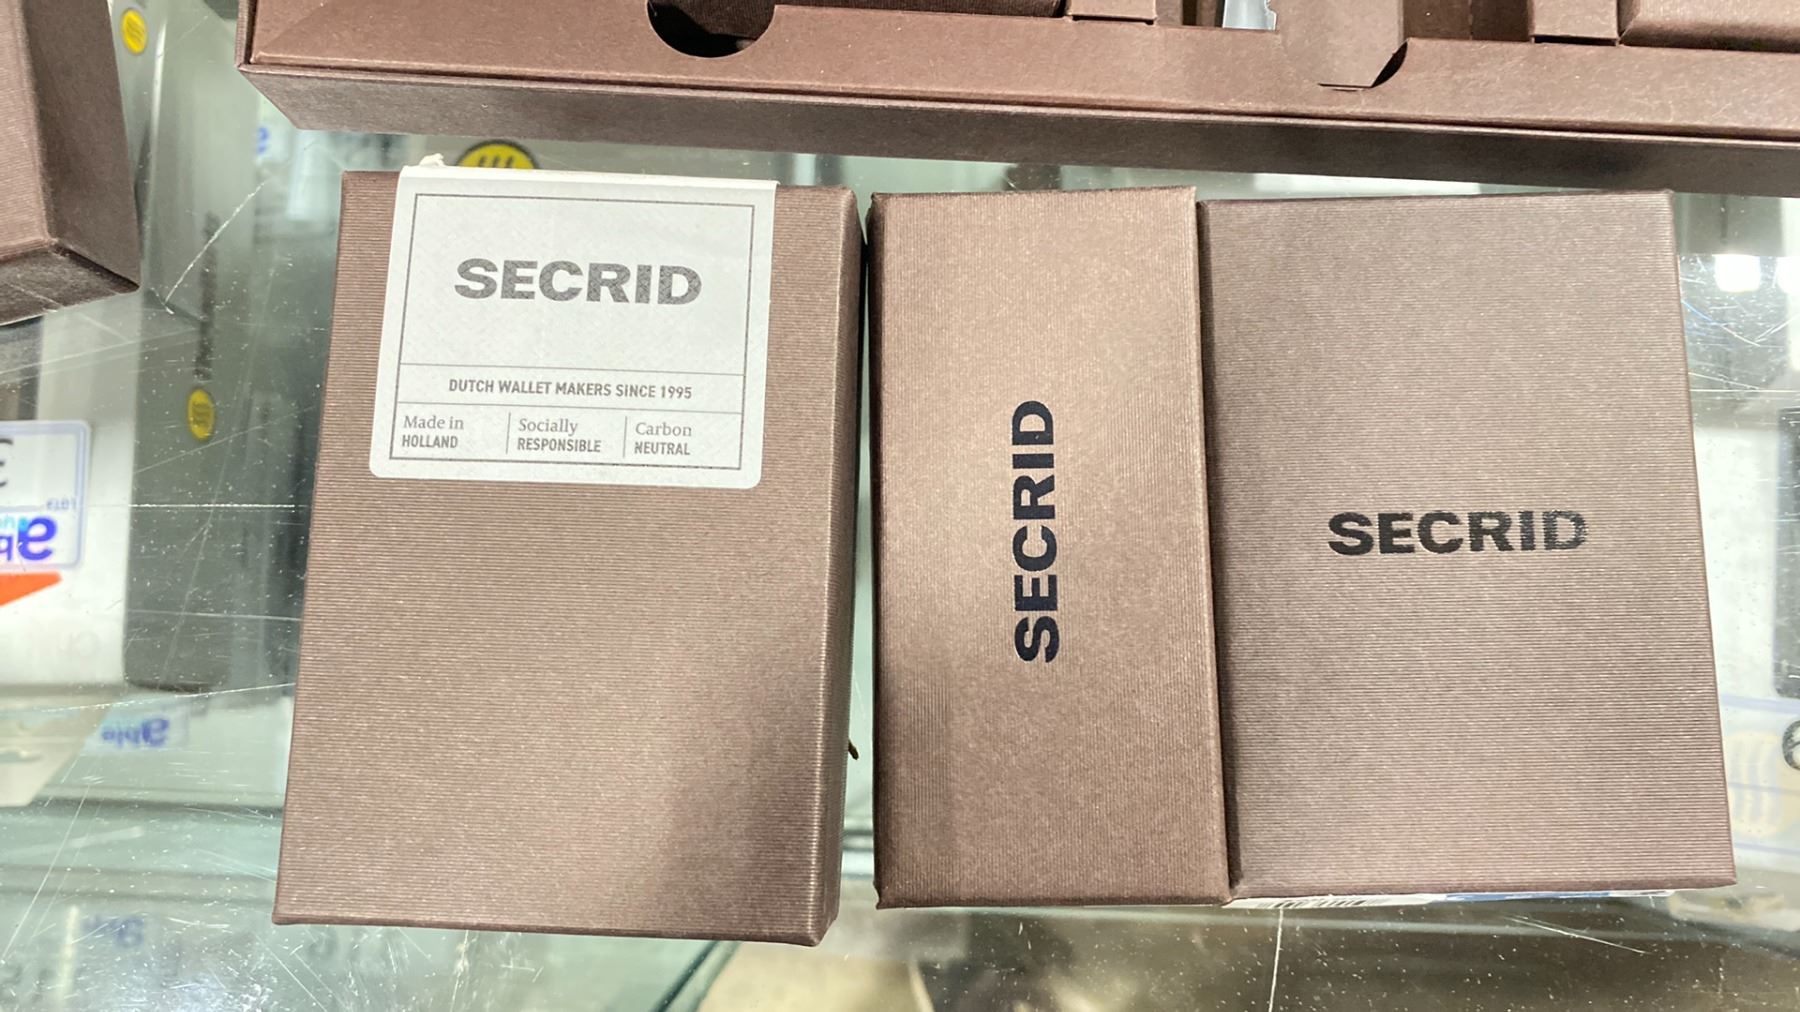 SECRID
DUTCH WALLET MAKERS SINCE 1995
Made in
HOLLAND
Socially
RESPONSIBLE
Carbon
NEUTRAL
SECRID
SECRID